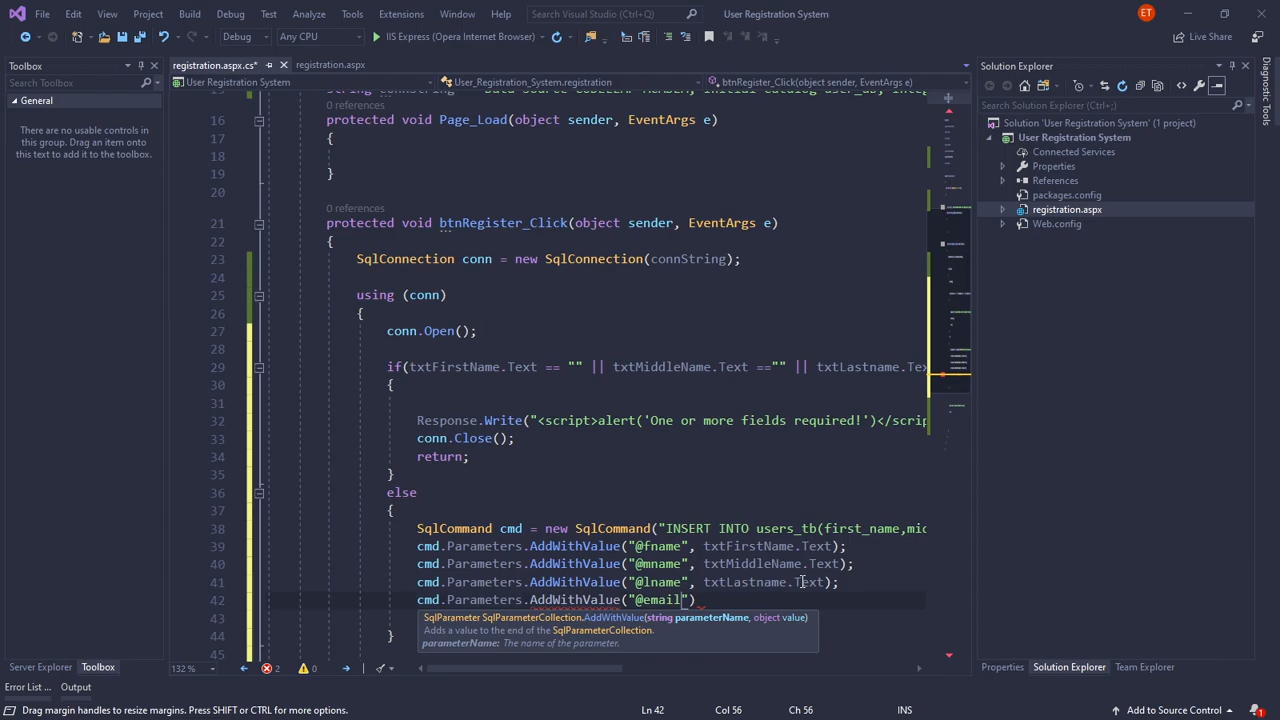 File Edit View Project Build Debug Test Analyze Tools Extensions Window Help Search Visual Studio (Ctrl+Q) User Registration System ET
Debug Any CPU IIS Express (Opera Internet Browser) Live Share
Toolbox
Search Toolbox
General
There are no usable controls in
this group. Drag an item onto
this text to add it to the toolbox.
registration.aspx.cs* registration.aspx
User Registration System User_Registration_System.registration btnRegister_Click(object sender, EventArgs e)
0 references
16 protected void Page_Load(object sender, EventArgs e)
17 {
18
19 }
20
0 references
21 protected void btnRegister_Click(object sender, EventArgs e)
22 {
23 SqlConnection conn = new SqlConnection(connString);
24
25 using (conn)
26 {
27 conn.Open();
28
29 if(txtFirstName.Text == "" || txtMiddleName.Text =="" || txtLastname.Tex
30 {
31
32 Response.Write("<script>alert('One or more fields required!')</scrip
33 conn.Close();
34 return;
35 }
36 else
37 {
38 SqlCommand cmd = new SqlCommand("INSERT INTO users_tb(first_name,mid
39 cmd.Parameters.AddWithValue("@fname", txtFirstName.Text);
40 cmd.Parameters.AddWithValue("@mname", txtMiddleName.Text);
41 cmd.Parameters.AddWithValue("@lname", txtLastname.Text);
42 cmd.Parameters.AddWithValue("@email")
43 SqlParameter SqlParameterCollection.AddWithValue(string parameterName, object value)
Adds a value to the end of the SqlParameterCollection.
44 } parameterName: The name of the parameter.
45
132 % 2 0
Solution Explorer
Search Solution Explorer (Ctrl+;)
Solution 'User Registration System' (1 project)
User Registration System
Connected Services
Properties
References
packages.config
registration.aspx
Web.config
Diagnostic Tools
Server Explorer Toolbox
Properties Solution Explorer Team Explorer
Error List ... Output
Drag margin handles to resize margins. Press SHIFT or CTRL for more options. Ln 42 Col 56 Ch 56 INS Add to Source Control 1